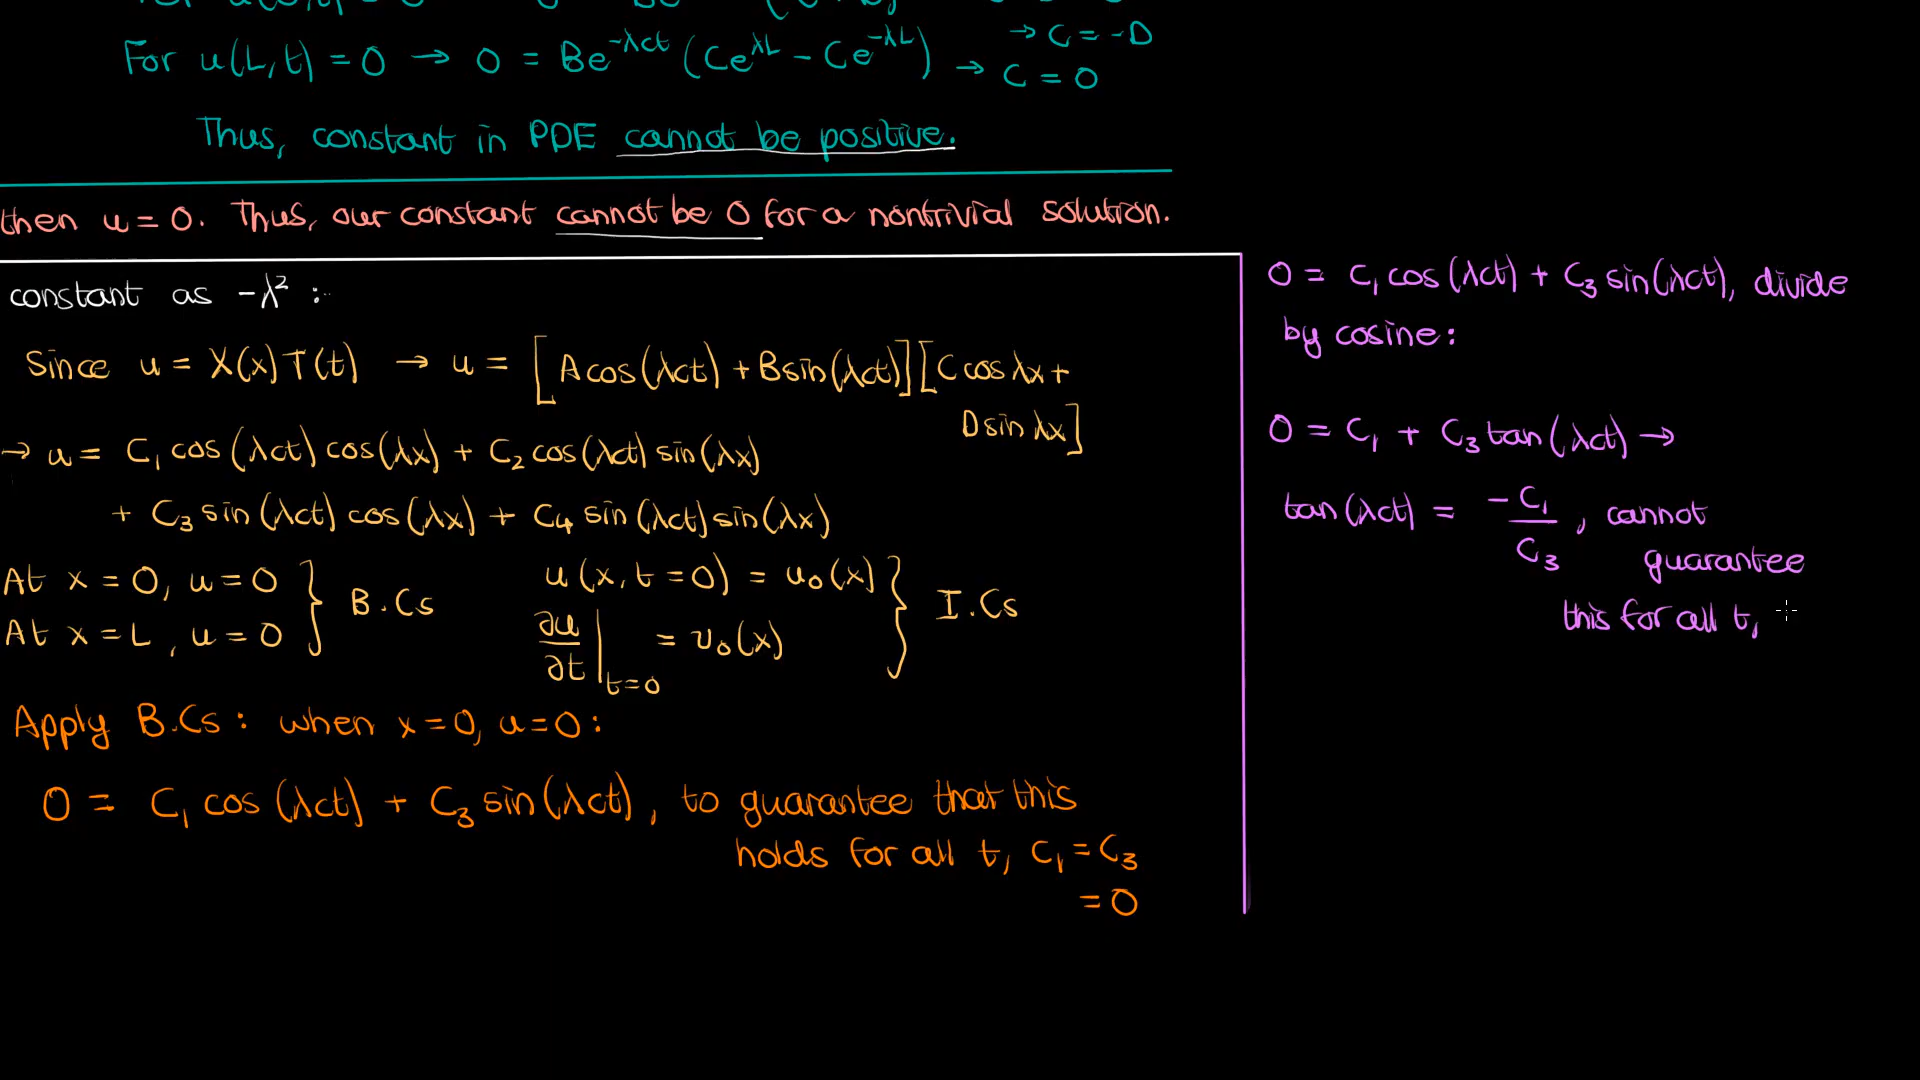 For u(L,t) = 0 → 0 = Be^{-λct} (Ce^{λL} - Ce^{-λL}) → C = 0
→ C = -D
Thus, constant in PDE cannot be positive.
then u = 0. Thus, our constant cannot be 0 for a nontrivial solution.
constant as -λ² :
Since u = X(x)T(t) → u = [Acos(λct) + Bsin(λct)][C cos λx +
Dsin λx]
→ u = C₁ cos (λct) cos(λx) + C₂ cos(λct) sin(λx)
+ C₃ sin (λct) cos(λx) + C₄ sin (λct) sin(λx)
At x = 0, u = 0
At x = L, u = 0
} B.Cs
u (x, t = 0) = u₀(x)
∂u/∂t |_{t=0} = v₀(x)
} I.Cs
Apply B.Cs: when x = 0, u = 0:
0 = C₁ cos (λct) + C₃ sin(λct), to guarantee that this
holds for all t, C₁ = C₃
= 0
0 = C₁ cos (λct) + C₃ sin(λct), divide
by cosine:
0 = C₁ + C₃ tan(λct) →
tan(λct) = -C₁/C₃, cannot
guarantee
this for all t,